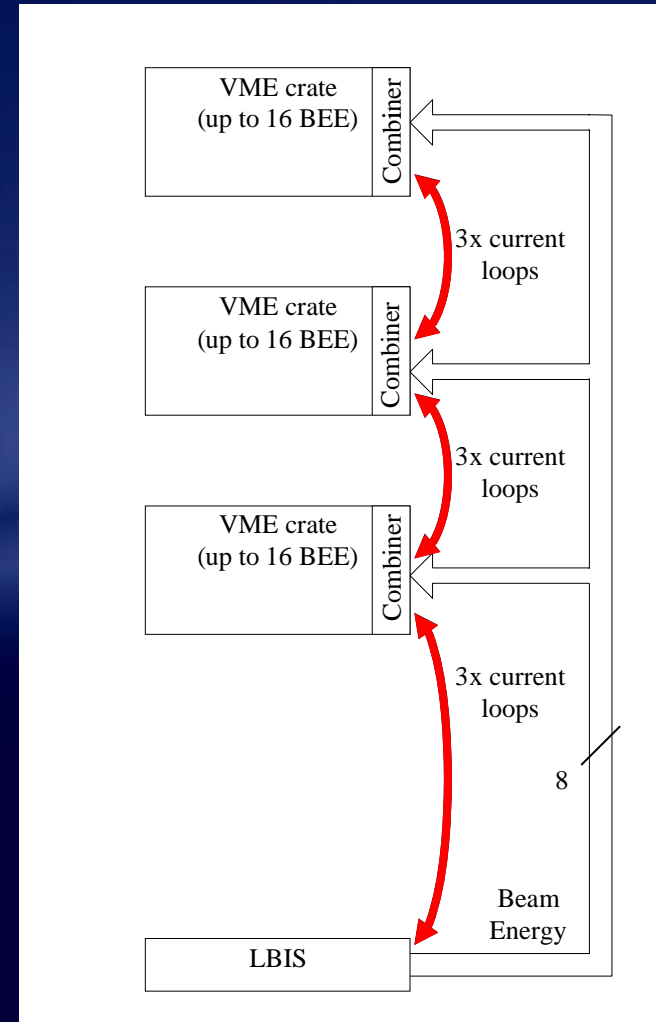 VME crate
(up to 16 BEE)
Combiner
3x current
loops
VME crate
(up to 16 BEE)
Combiner
3x current
loops
VME crate
(up to 16 BEE)
Combiner
3x current
loops
8
Beam
Energy
LBIS